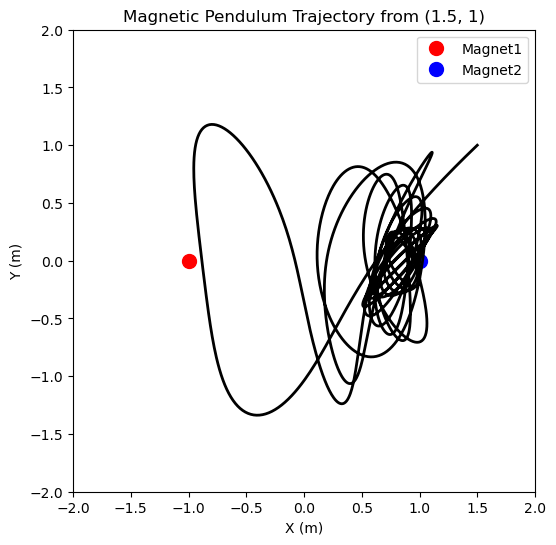 Magnetic Pendulum Trajectory from (1.5, 1)
Magnet1
Magnet2
2.0
1.5
1.0
0.5
0.0
−0.5
−1.0
−1.5
−2.0
Y (m)
−2.0 −1.5 −1.0 −0.5 0.0 0.5 1.0 1.5 2.0
X (m)